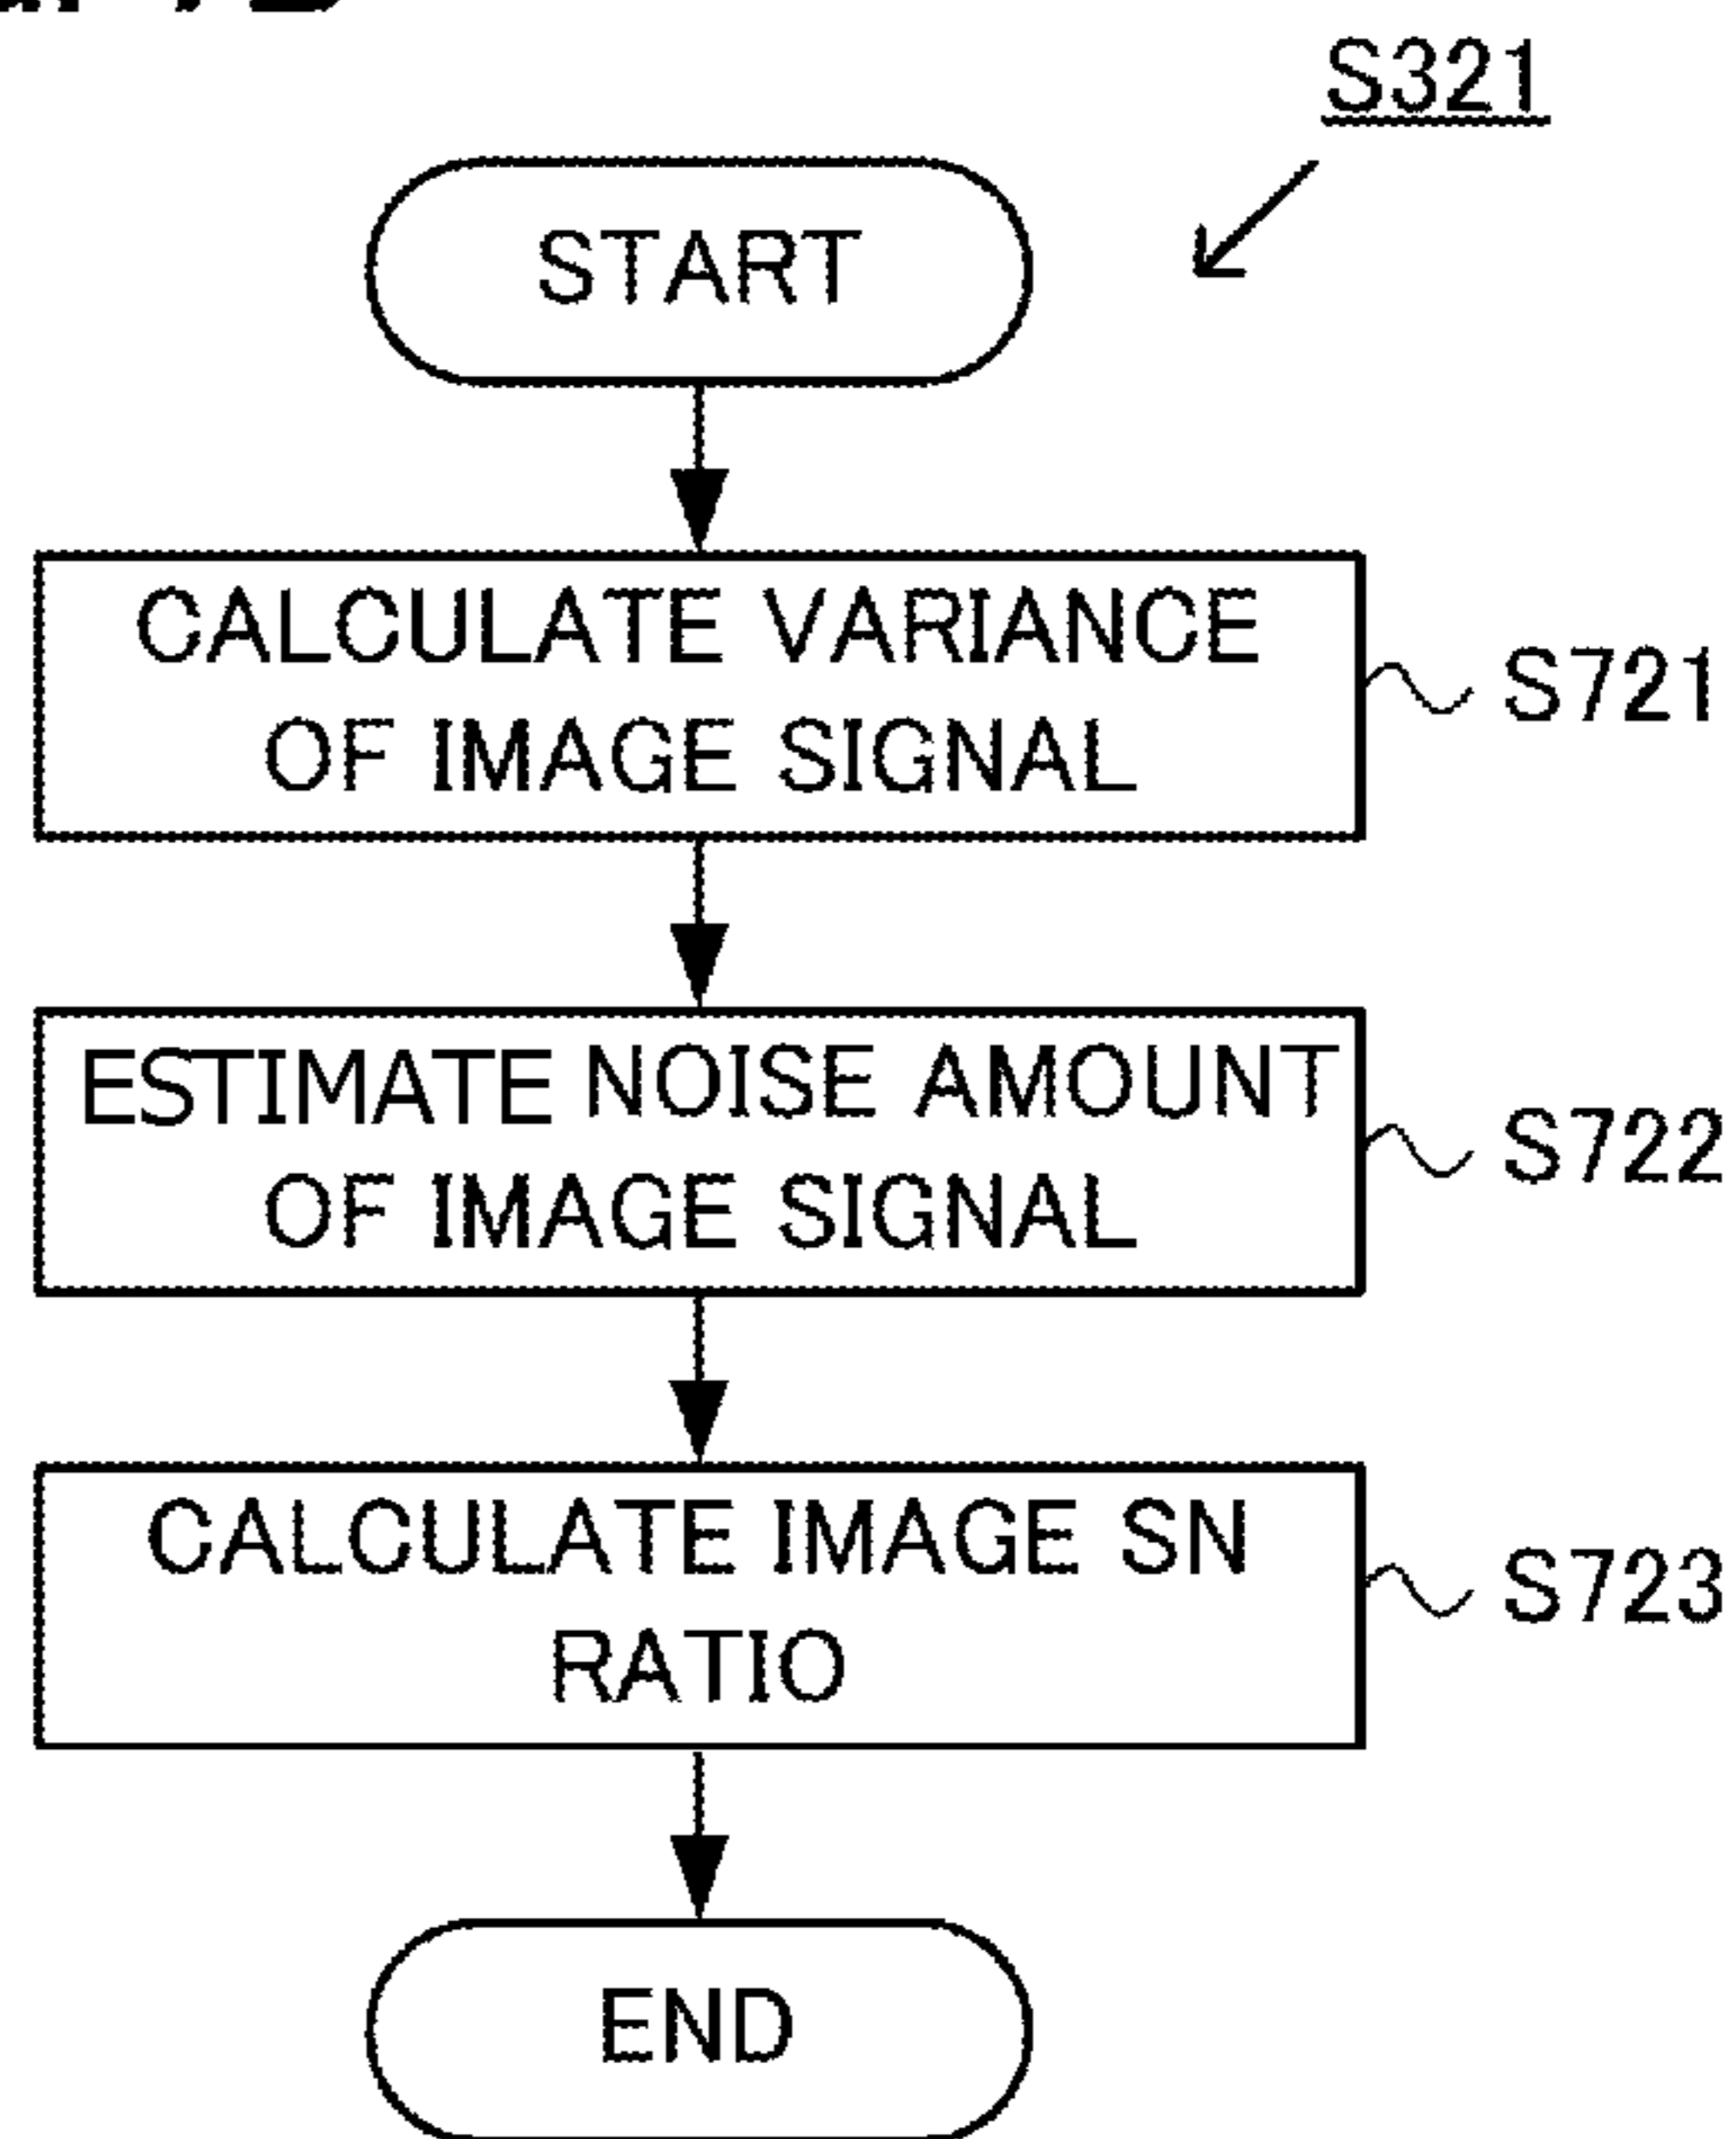 S321
START
CALCULATE VARIANCE
OF IMAGE SIGNAL
S721
ESTIMATE NOISE AMOUNT
OF IMAGE SIGNAL
S722
CALCULATE IMAGE SN
RATIO
S723
END